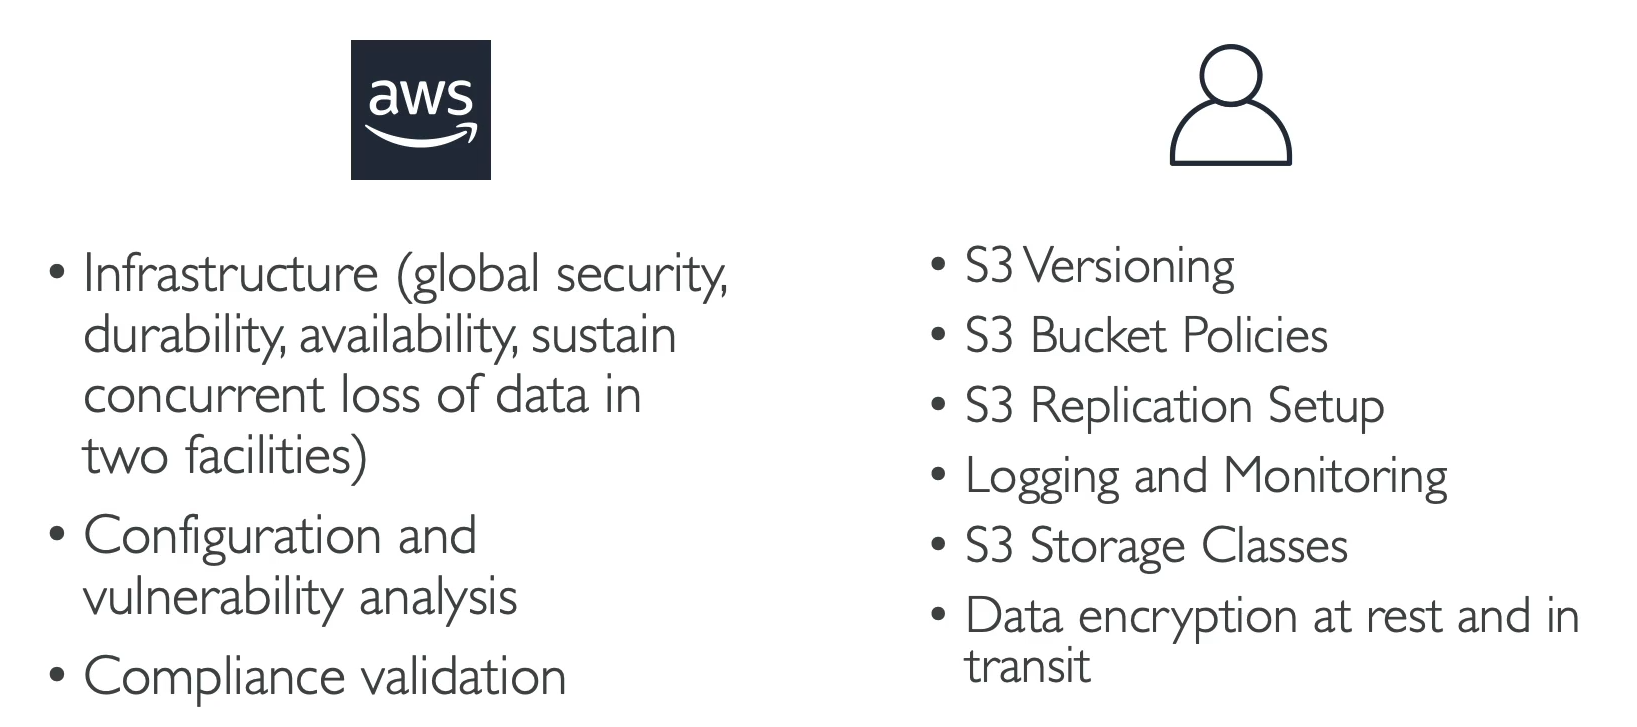 aws
• Infrastructure (global security,
durability, availability, sustain
concurrent loss of data in
two facilities)
• Configuration and
vulnerability analysis
• Compliance validation
• S3 Versioning
• S3 Bucket Policies
• S3 Replication Setup
• Logging and Monitoring
• S3 Storage Classes
• Data encryption at rest and in
transit